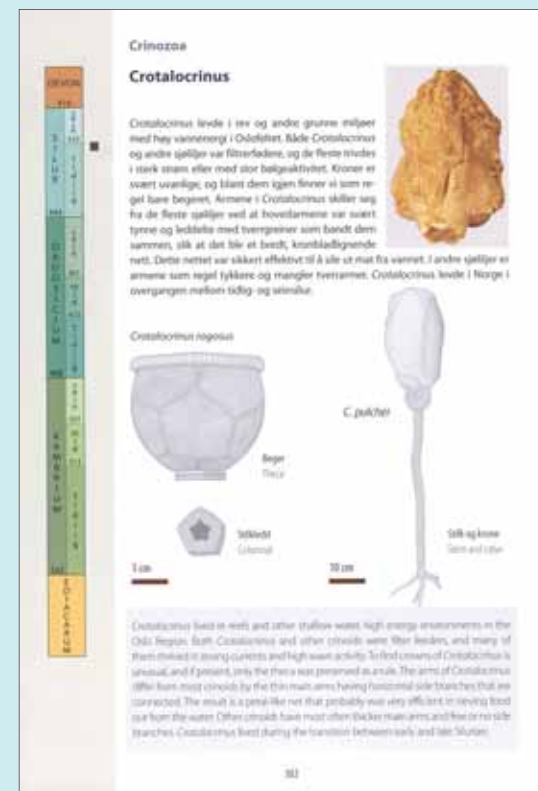 Crinozoa
Crotalocrinus
Crotalocrinus levde i rev og andre grunne miljøer
med høy vannenergi i Oslofeltet. Både Crotalocrinus
og andre sjøliljer var filtrerfødere, og de fleste trivdes
i sterk strøm eller med stor bølgeaktivitet. Kroner er
svært uvanlige, og blant dem igjen finner vi som re-
gel bare begeret. Armene i Crotalocrinus skiller seg
fra de fleste sjøliljer ved at hovedarmene var svært
tynne og leddelte med tverrgreiner som bandt dem
sammen, slik at det ble et bredt, kronbladlignende
nett. Dette nettet var sikkert effektivt til å sile ut mat fra vannet. I andre sjøliljer er
armene som regel tykkere og mangler tverrarmer. Crotalocrinus levde i Norge i
overgangen mellom tidlig- og seinsilur.
DEVON
SILUR
ORDOVICIUM
KAMBRIUM
EDIACARIUM
Crotalocrinus rugosus
C. pulcher
Beger
Theca
Stilkledd
Columnal
Stilk og krone
Stem and calyx
1 cm
10 cm
Crotalocrinus lived in reefs and other shallow water, high energy environments in the
Oslo Region. Both Crotalocrinus and other crinoids were filter feeders, and many of
them thrived in strong currents and high wave activity. To find crowns of Crotalocrinus is
unusual, and if present, only the theca was preserved as a rule. The arms of Crotalocrinus
differ from most crinoids by the thin main arms having horizontal side branches that are
connected. The result is a petal-like net that probably was very efficient in sieving food
out from the water. Other crinoids have most often thicker main arms and few or no side
branches. Crotalocrinus lived during the transition between early and late Silurian.